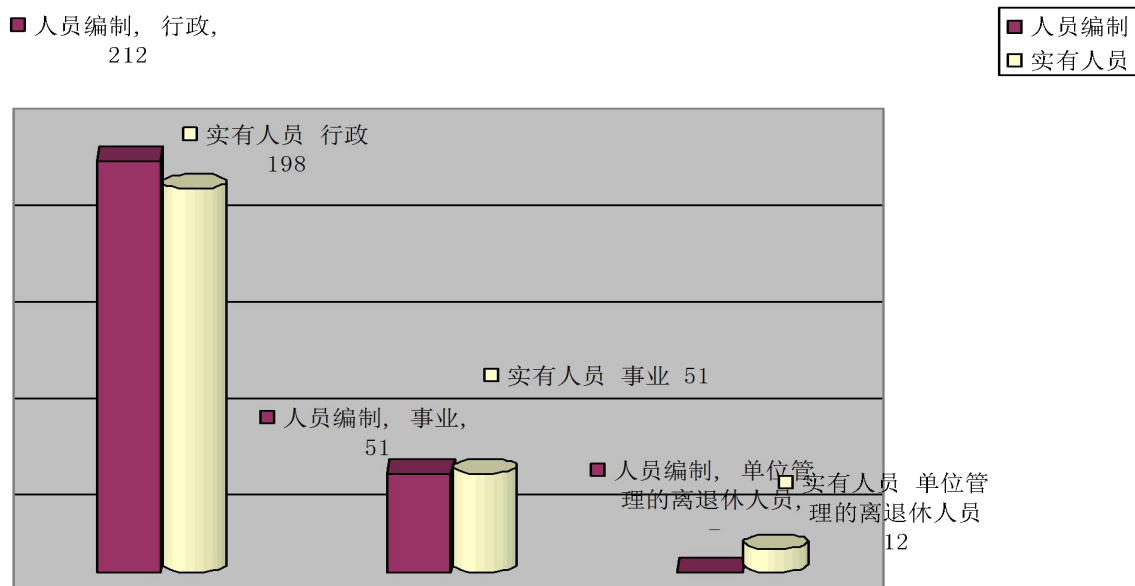 人员编制, 行政,
212
人员编制
实有人员
实有人员 行政
198
实有人员 事业 51
人员编制, 事业,
51
人员编制, 单位管
理的离退休人员,
-
实有人员 单位管
理的离退休人员
12